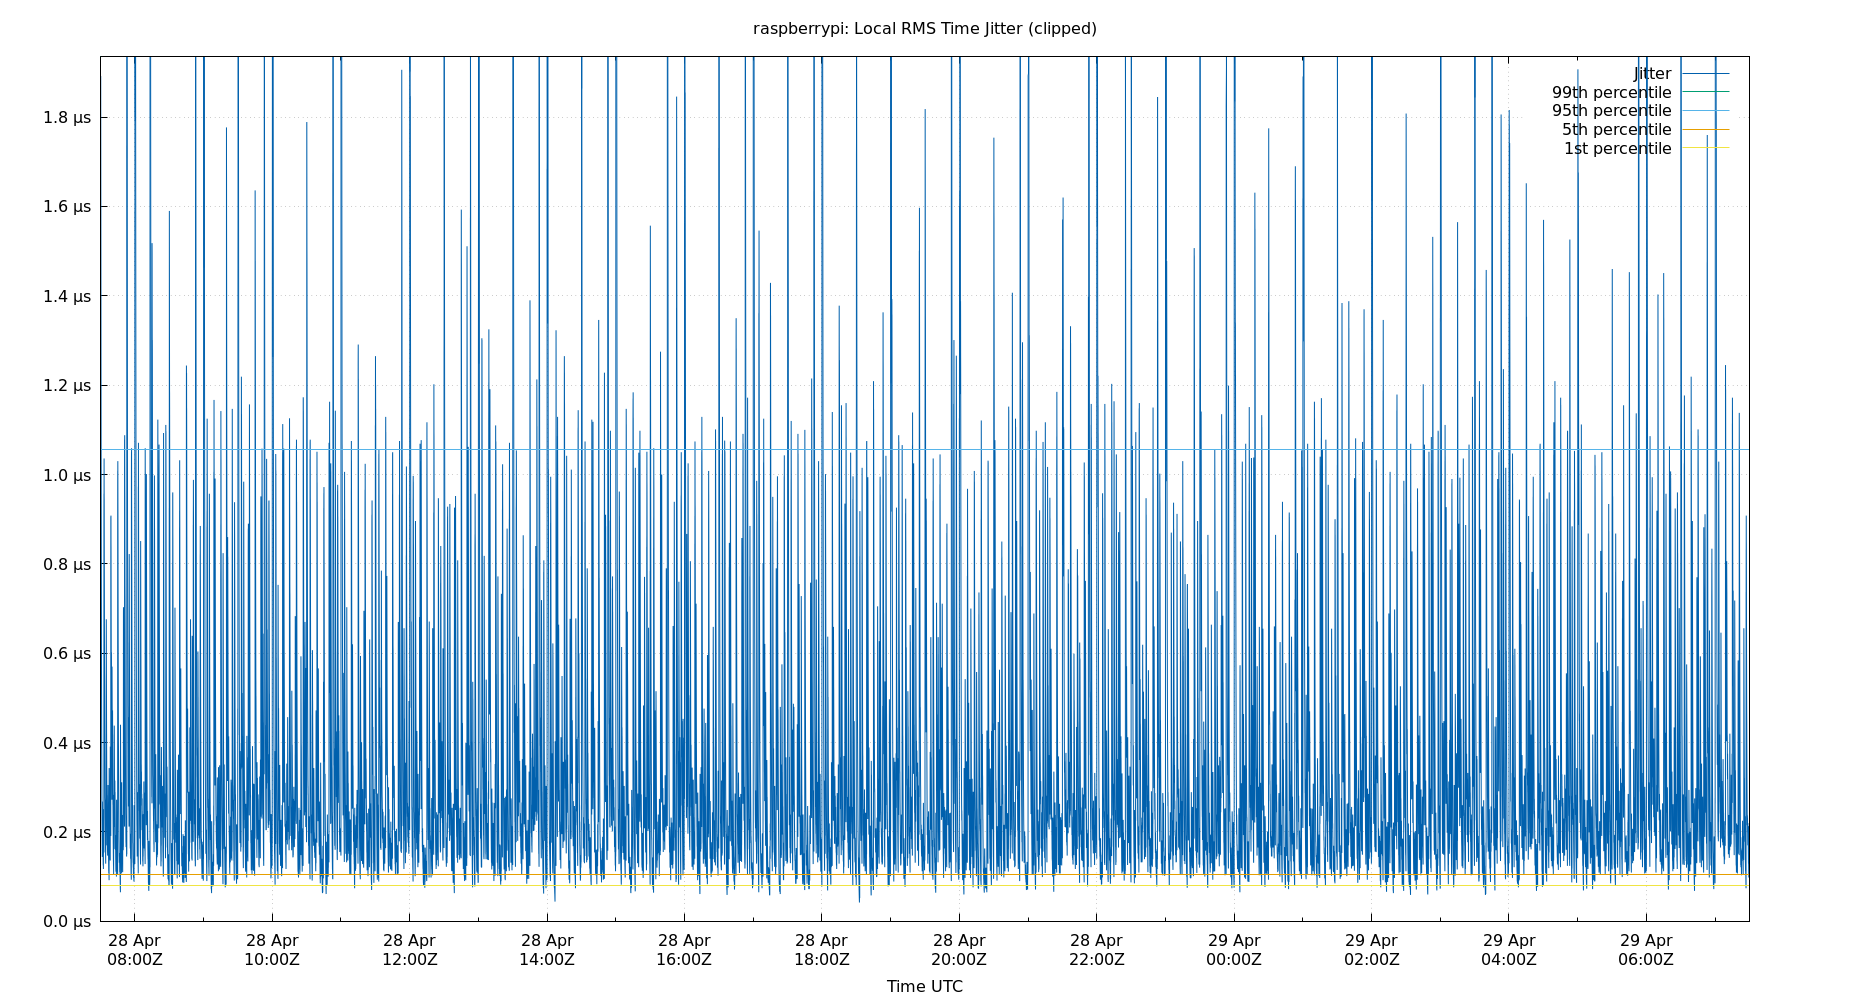 raspberrypi: Local RMS Time Jitter (clipped)
Jitter
99th percentile
95th percentile
5th percentile
1st percentile
1.8 µs
1.6 µs
1.4 µs
1.2 µs
1.0 µs
0.8 µs
0.6 µs
0.4 µs
0.2 µs
0.0 µs
28 Apr 28 Apr 28 Apr 28 Apr 28 Apr 28 Apr 28 Apr 28 Apr 29 Apr 29 Apr 29 Apr 29 Apr
08:00Z 10:00Z 12:00Z 14:00Z 16:00Z 18:00Z 20:00Z 22:00Z 00:00Z 02:00Z 04:00Z 06:00Z
Time UTC